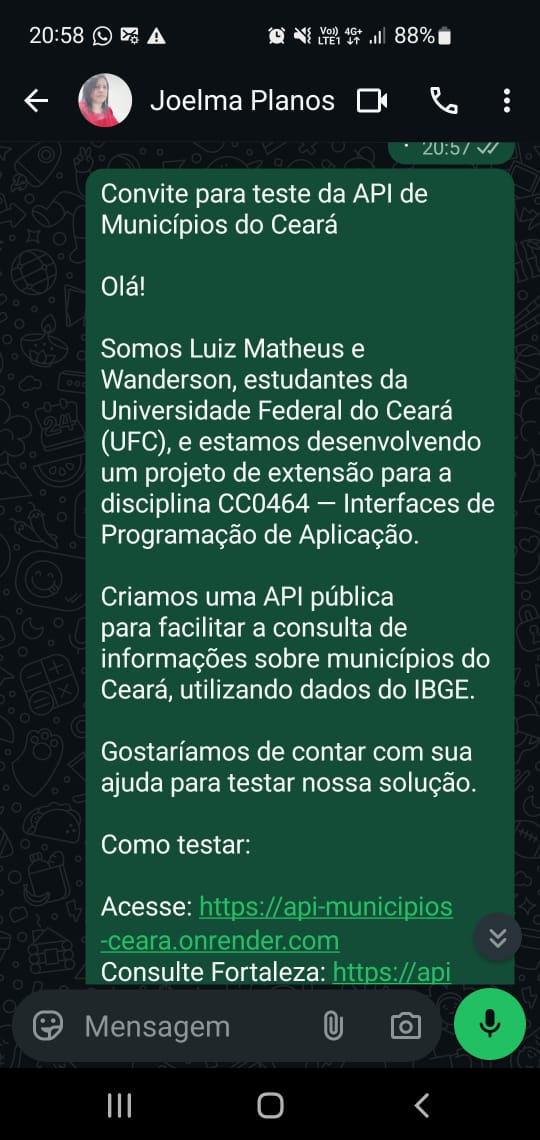 20:58 Vo)) LTE1 4G+ 88%
Joelma Planos
20:57
Convite para teste da API de
Municípios do Ceará
Olá!
Somos Luiz Matheus e
Wanderson, estudantes da
Universidade Federal do Ceará
(UFC), e estamos desenvolvendo
um projeto de extensão para a
disciplina CC0464 — Interfaces de
Programação de Aplicação.
Criamos uma API pública
para facilitar a consulta de
informações sobre municípios do
Ceará, utilizando dados do IBGE.
Gostaríamos de contar com sua
ajuda para testar nossa solução.
Como testar:
Acesse: https://api-municipios
-ceara.onrender.com
Consulte Fortaleza: https://api
Mensagem